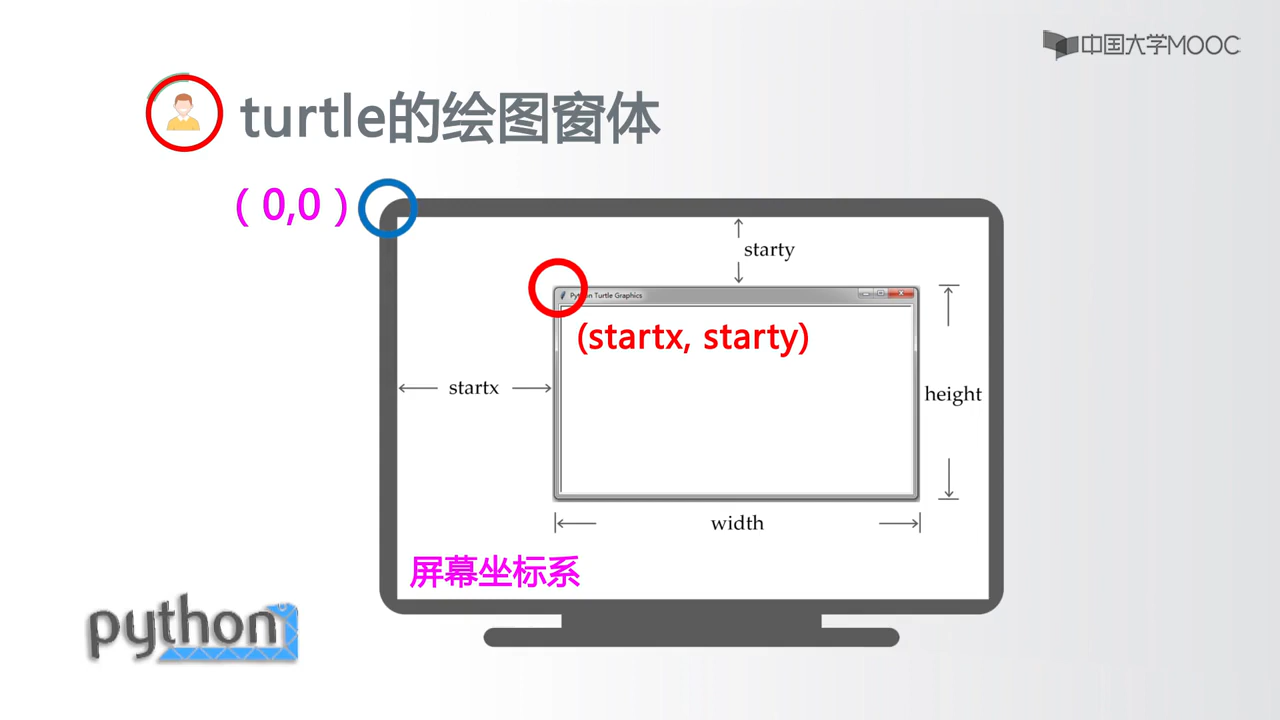 中国大学MOOC
turtle的绘图窗体
( 0,0 )
starty
Python Turtle Graphics
(startx, starty)
startx
height
width
屏幕坐标系
python